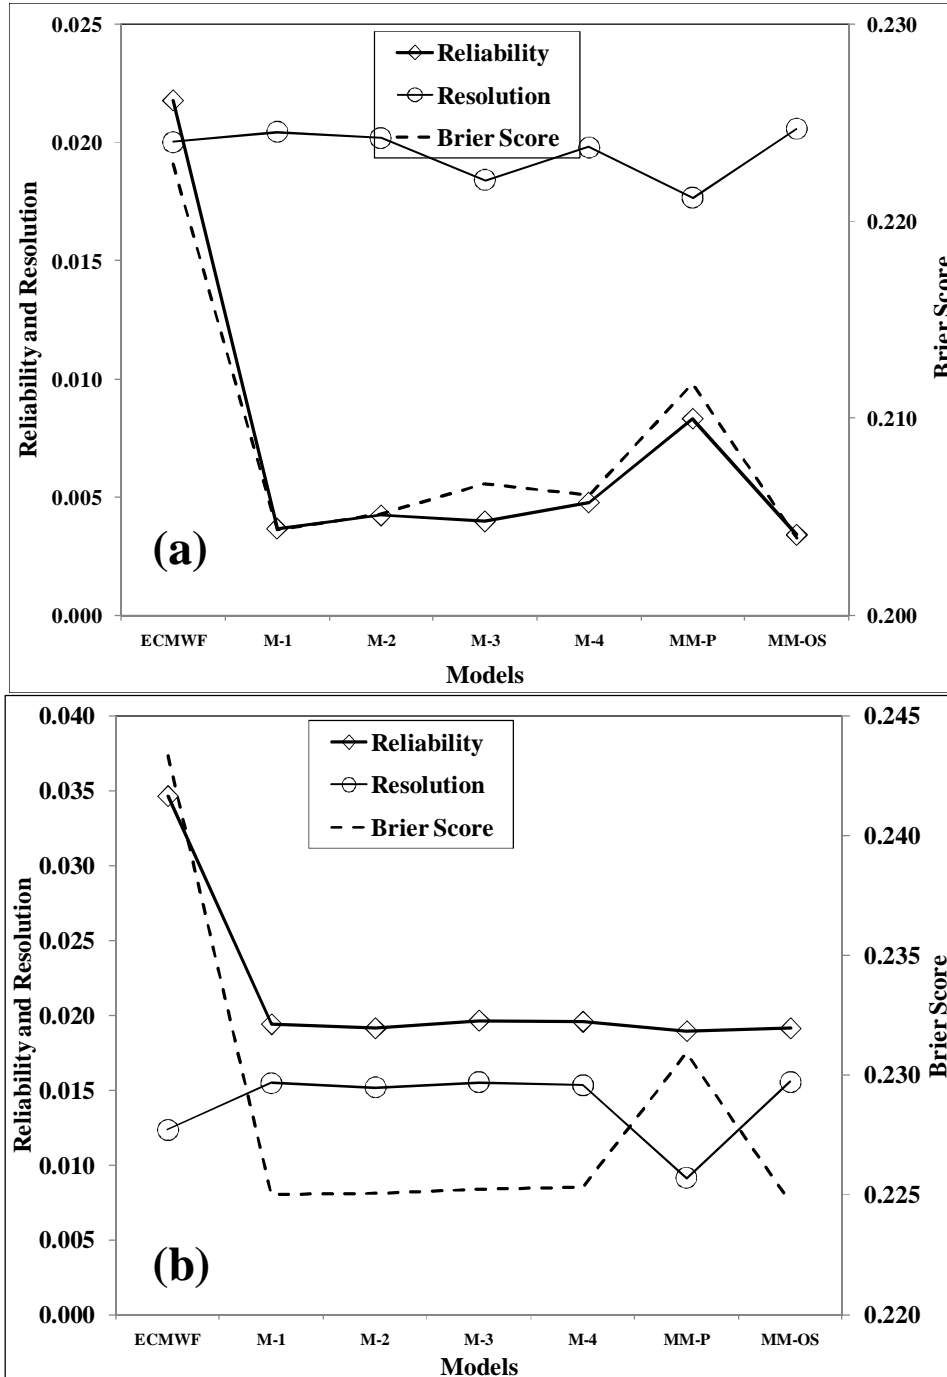 0.025
0.020
0.015
0.010
0.005
0.000
Reliability and Resolution
Reliability
Resolution
Brier Score
0.230
0.220
0.210
0.200
Brier Score
(a)
ECMWF M-1 M-2 M-3 M-4 MM-P MM-OS
Models
0.040
0.035
0.030
0.025
0.020
0.015
0.010
0.005
0.000
Reliability and Resolution
Reliability
Resolution
Brier Score
0.245
0.240
0.235
0.230
0.225
0.220
Brier Score
(b)
ECMWF M-1 M-2 M-3 M-4 MM-P MM-OS
Models